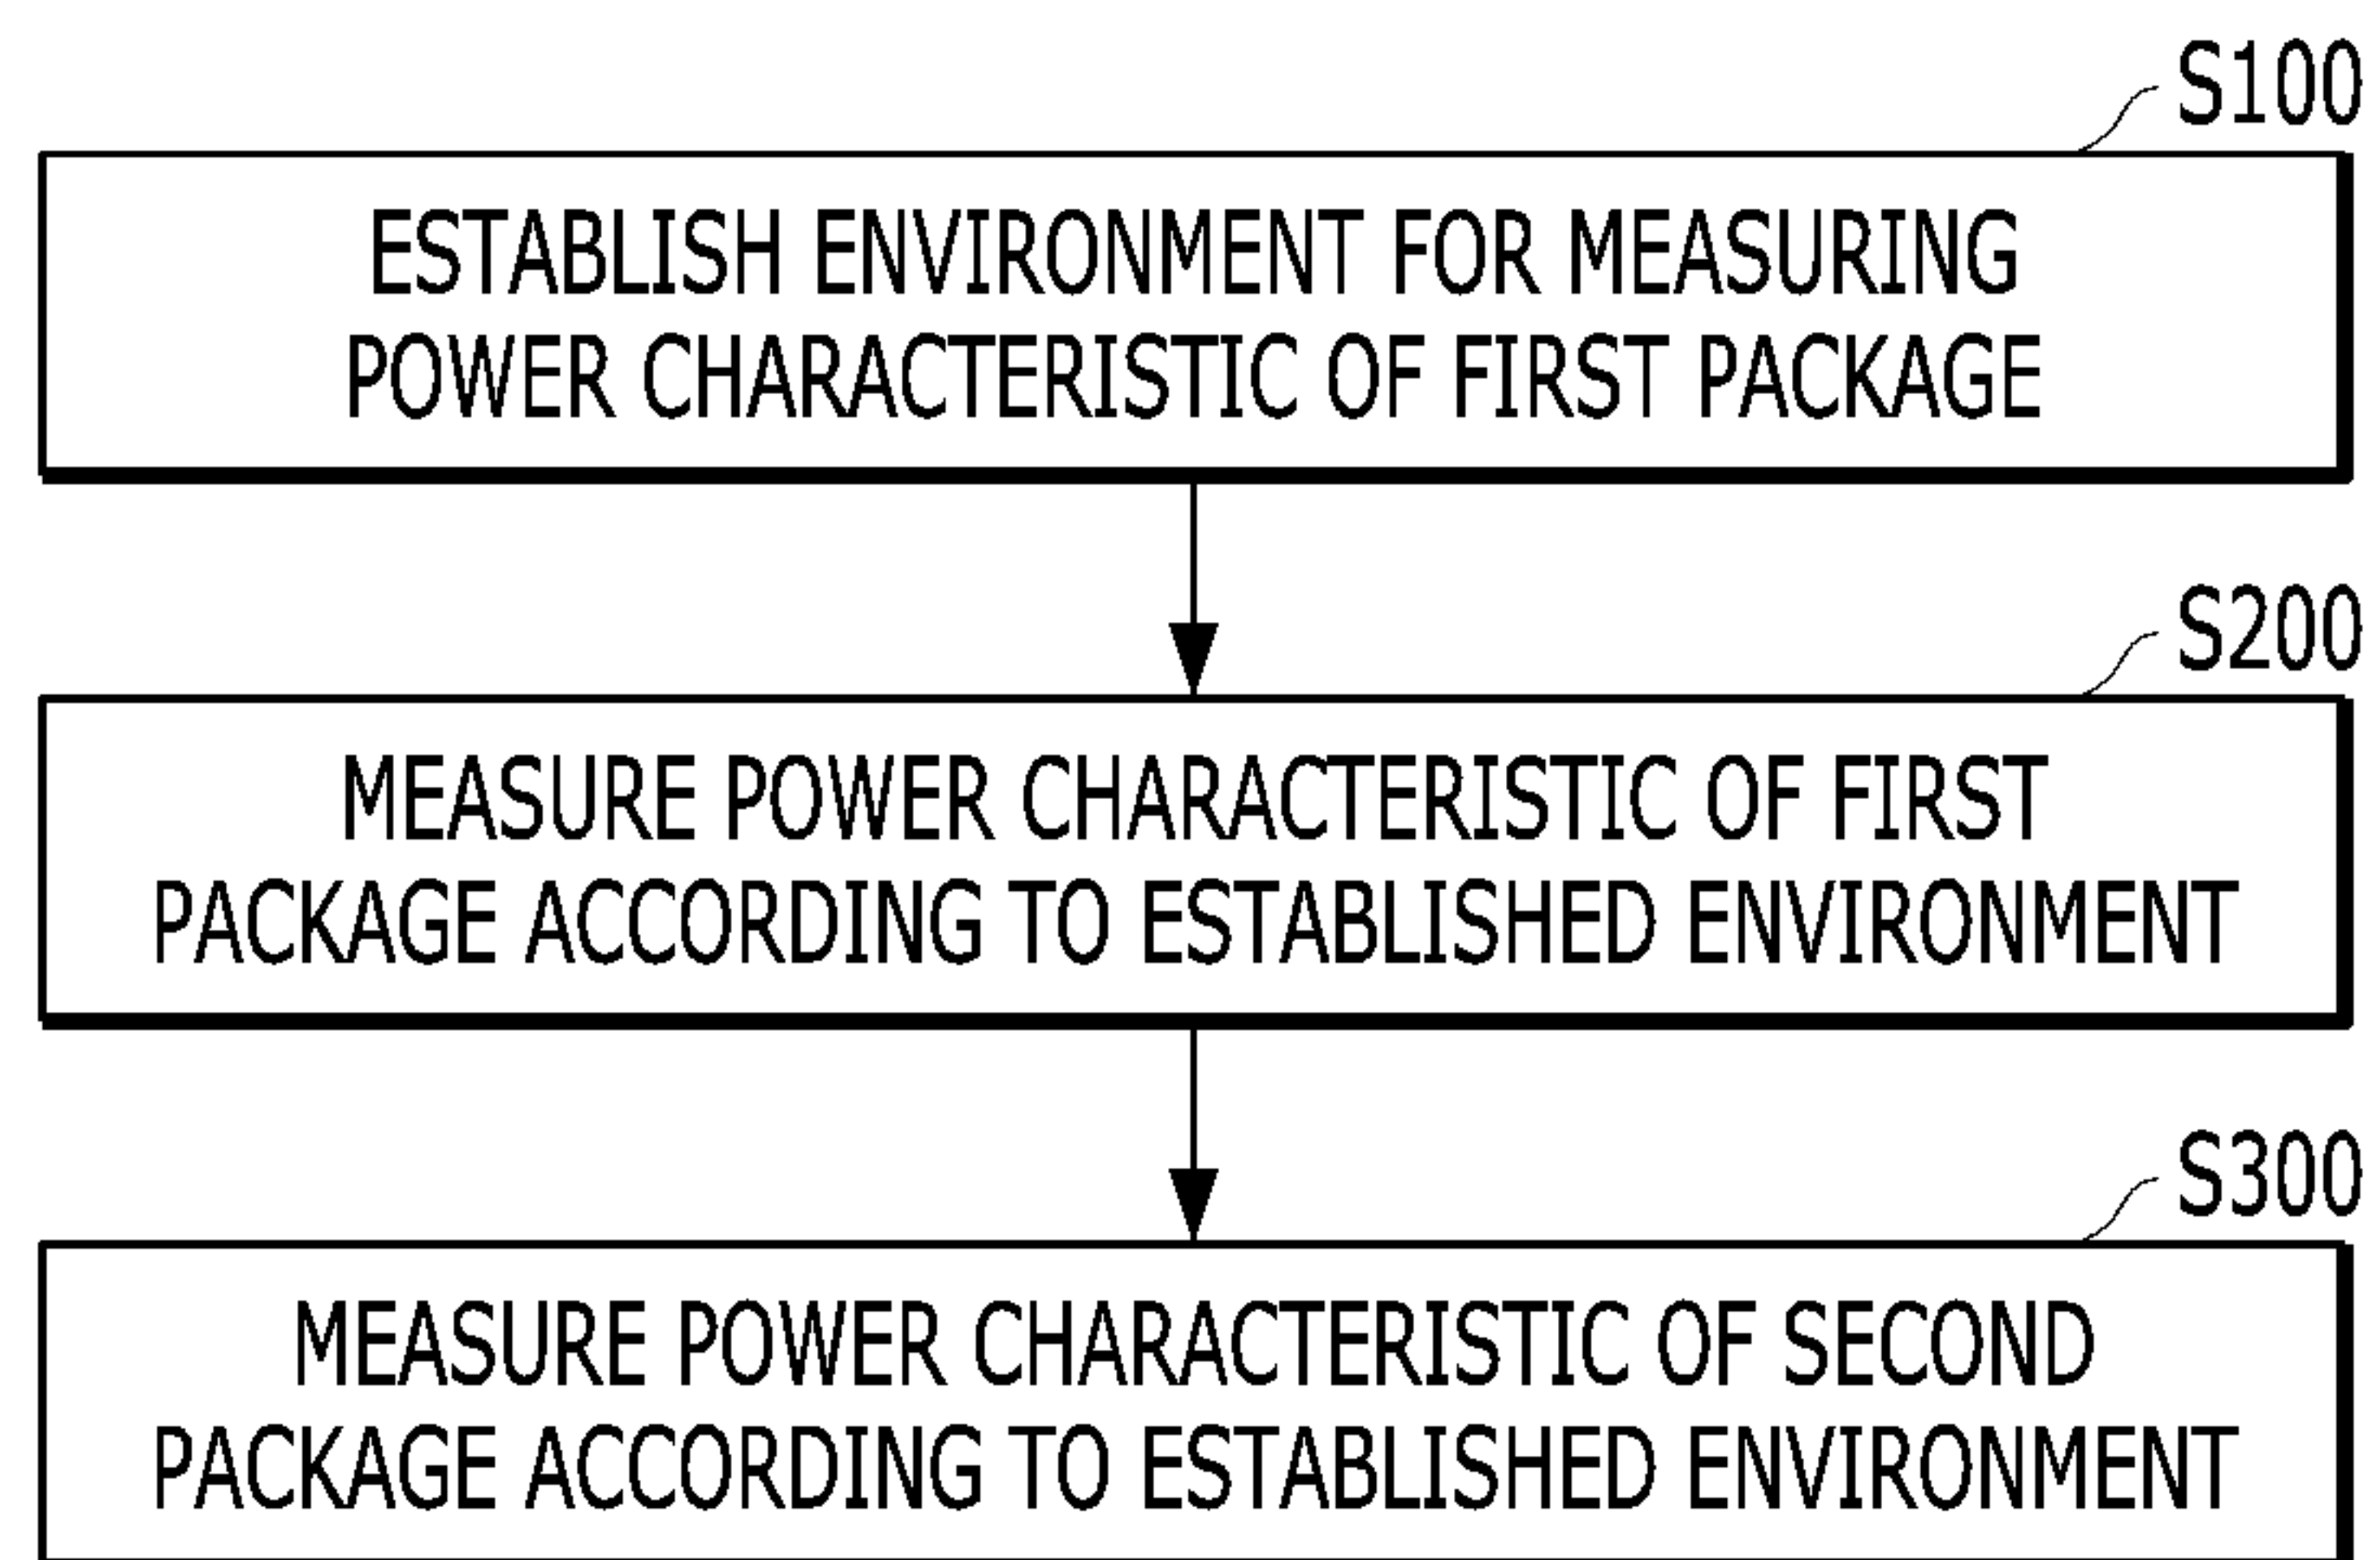 S100
ESTABLISH ENVIRONMENT FOR MEASURING
POWER CHARACTERISTIC OF FIRST PACKAGE
S200
MEASURE POWER CHARACTERISTIC OF FIRST
PACKAGE ACCORDING TO ESTABLISHED ENVIRONMENT
S300
MEASURE POWER CHARACTERISTIC OF SECOND
PACKAGE ACCORDING TO ESTABLISHED ENVIRONMENT